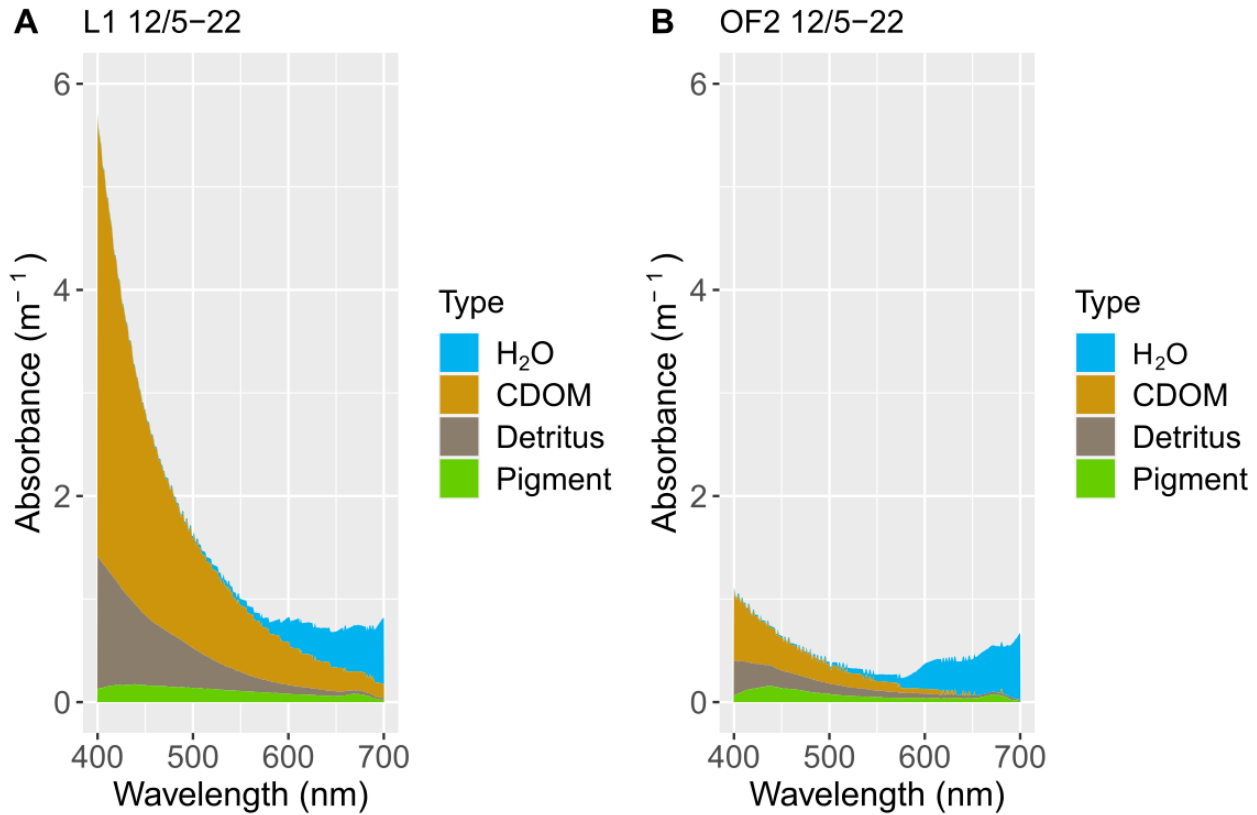 A L1 12/5−22
6
4
2
0
400 500 600 700
Wavelength (nm)
Absorbance (m⁻¹)
Type
H₂O
CDOM
Detritus
Pigment
B OF2 12/5−22
6
4
2
0
400 500 600 700
Wavelength (nm)
Absorbance (m⁻¹)
Type
H₂O
CDOM
Detritus
Pigment